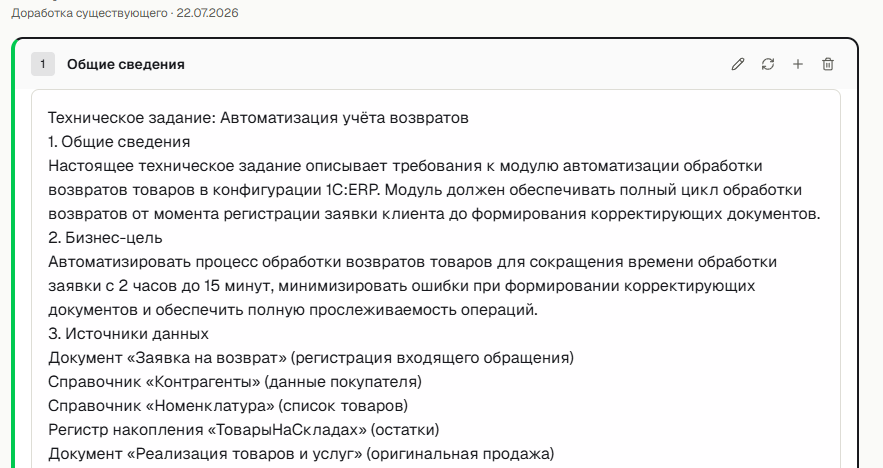 Доработка существующего · 22.07.2026
1 Общие сведения
Техническое задание: Автоматизация учёта возвратов
1. Общие сведения
Настоящее техническое задание описывает требования к модулю автоматизации обработки
возвратов товаров в конфигурации 1С:ERP. Модуль должен обеспечивать полный цикл обработки
возвратов от момента регистрации заявки клиента до формирования корректирующих документов.
2. Бизнес-цель
Автоматизировать процесс обработки возвратов товаров для сокращения времени обработки
заявки с 2 часов до 15 минут, минимизировать ошибки при формировании корректирующих
документов и обеспечить полную прослеживаемость операций.
3. Источники данных
Документ «Заявка на возврат» (регистрация входящего обращения)
Справочник «Контрагенты» (данные покупателя)
Справочник «Номенклатура» (список товаров)
Регистр накопления «ТоварыНаСкладах» (остатки)
Документ «Реализация товаров и услуг» (оригинальная продажа)